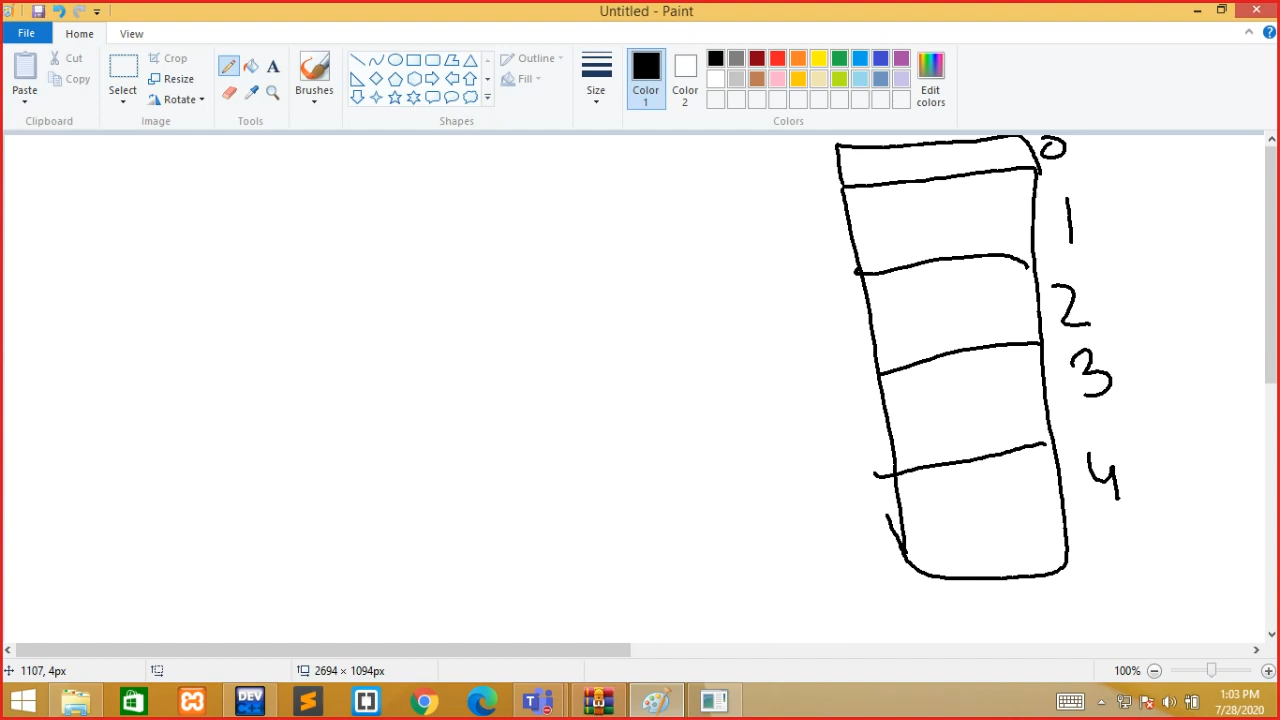 Untitled - Paint
File Home View
Cut
Copy
Paste
Clipboard
Select
Crop
Resize
Rotate
Image
A
Tools
Brushes
Shapes
Outline
Fill
Size
Color 1
Color 2
Edit colors
Colors
0
1
2
3
4
1107, 4px
2694 × 1094px
100%
DEV
1:03 PM
7/28/2020